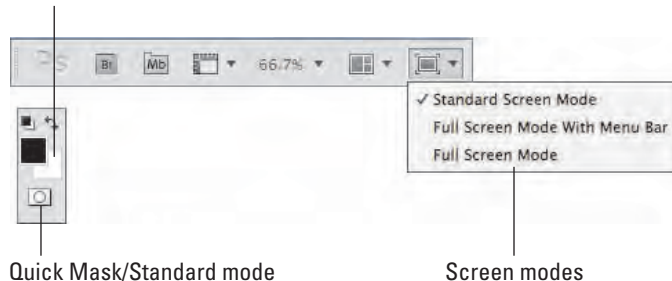 Ps Br Mb 66.7%
✓ Standard Screen Mode
Full Screen Mode With Menu Bar
Full Screen Mode
Quick Mask/Standard mode Screen modes